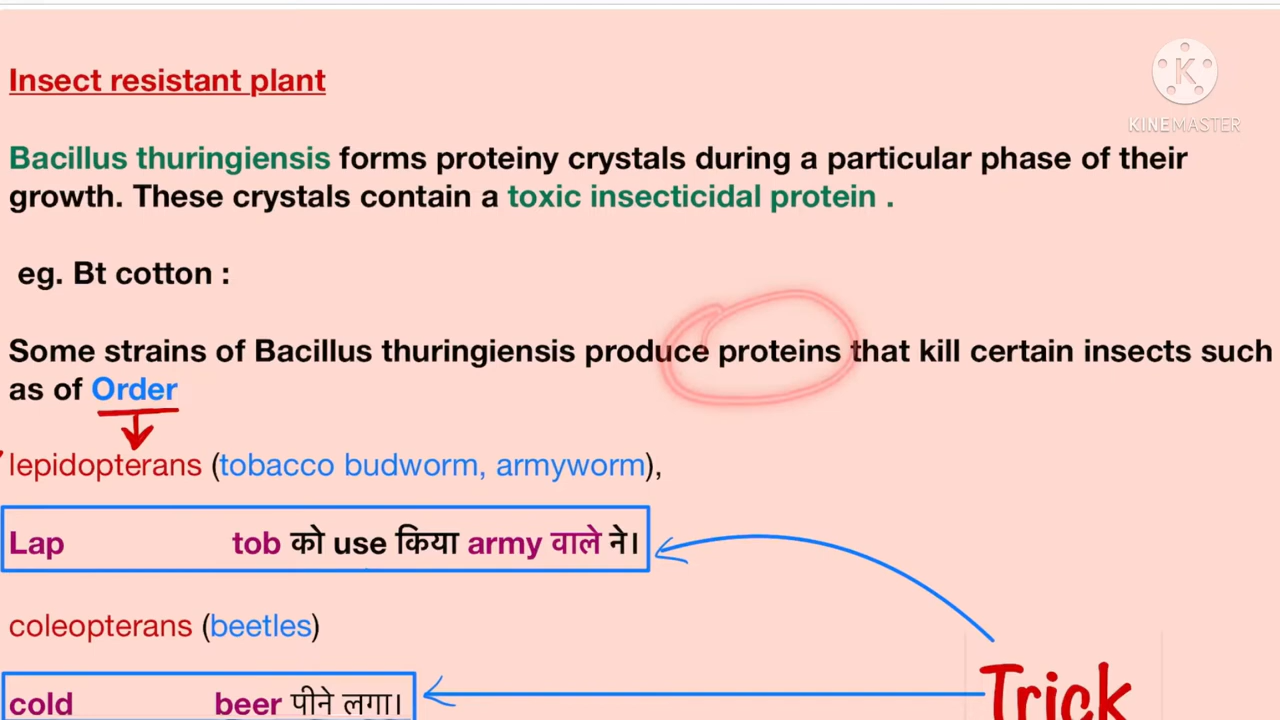 Insect resistant plant
KINEMASTER
Bacillus thuringiensis forms proteiny crystals during a particular phase of their
growth. These crystals contain a toxic insecticidal protein .
eg. Bt cotton :
Some strains of Bacillus thuringiensis produce proteins that kill certain insects such
as of Order
lepidopterans (tobacco budworm, armyworm),
Lap tob को use किया army वाले ने।
coleopterans (beetles)
cold beer पीने लगा।
Trick